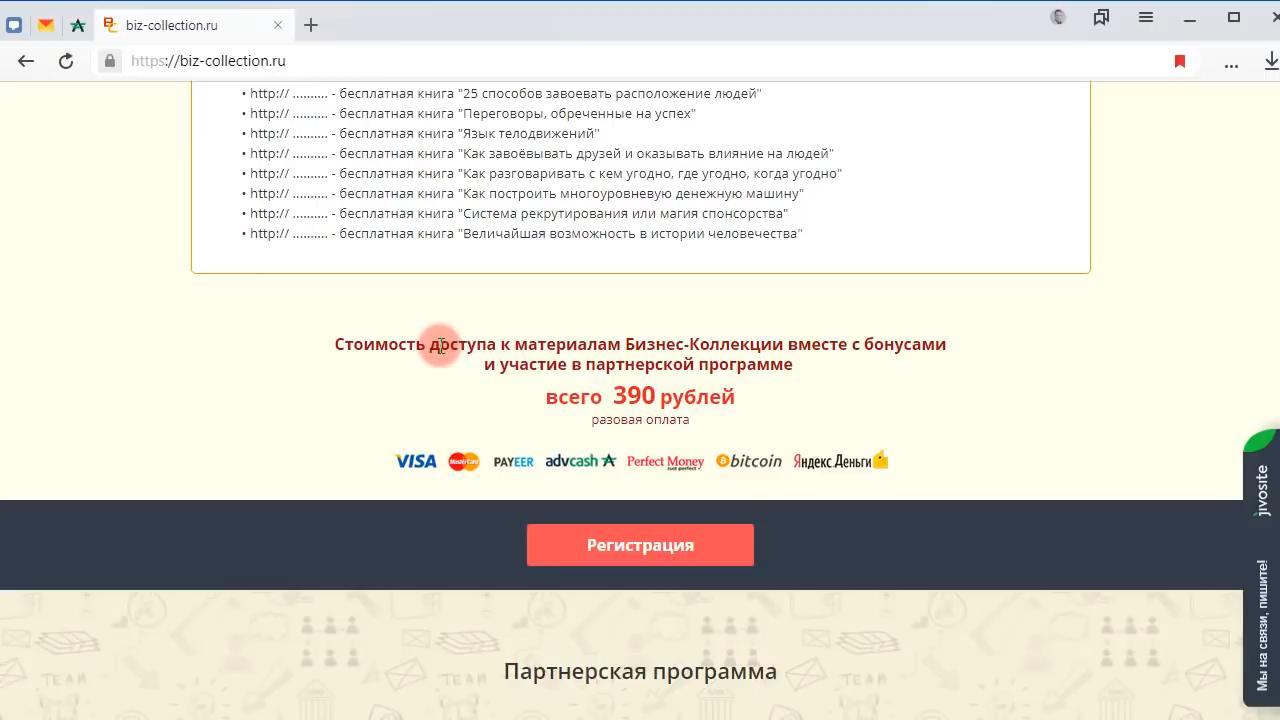 biz-collection.ru
https://biz-collection.ru
...
• http:// .......... - бесплатная книга "25 способов завоевать расположение людей"
• http:// .......... - бесплатная книга "Переговоры, обреченные на успех"
• http:// .......... - бесплатная книга "Язык телодвижений"
• http:// .......... - бесплатная книга "Как завоёвывать друзей и оказывать влияние на людей"
• http:// .......... - бесплатная книга "Как разговаривать с кем угодно, где угодно, когда угодно"
• http:// .......... - бесплатная книга "Как построить многоуровневую денежную машину"
• http:// .......... - бесплатная книга "Система рекрутирования или магия спонсорства"
• http:// .......... - бесплатная книга "Величайшая возможность в истории человечества"
Стоимость доступа к материалам Бизнес-Коллекции вместе с бонусами
и участие в партнерской программе
всего 390 рублей
разовая оплата
VISA MasterCard PAYEER advcash Perfect Money just perfect bitcoin Яндекс.Деньги
jivosite
Мы на связи, пишите!
Регистрация
TEAM TEAM
Партнерская программа